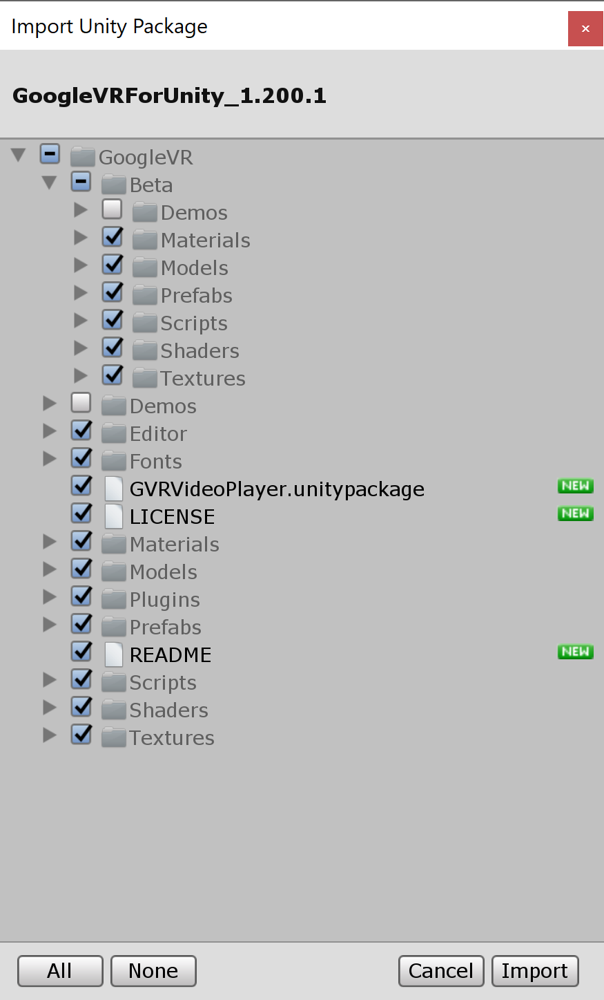 Import Unity Package
x
GoogleVRForUnity_1.200.1
GoogleVR
Beta
Demos
Materials
Models
Prefabs
Scripts
Shaders
Textures
Demos
Editor
Fonts
GVRVideoPlayer.unitypackage NEW
LICENSE NEW
Materials
Models
Plugins
Prefabs
README NEW
Scripts
Shaders
Textures
All None Cancel Import